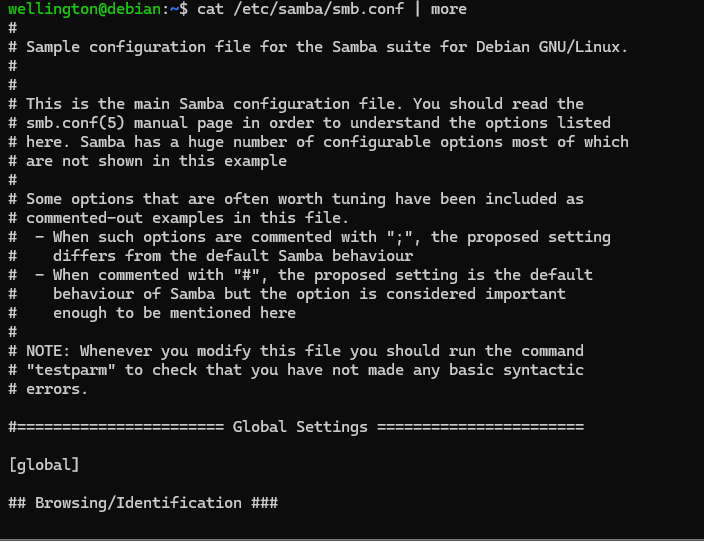 wellington@debian:~$ cat /etc/samba/smb.conf | more
#
# Sample configuration file for the Samba suite for Debian GNU/Linux.
#
#
# This is the main Samba configuration file. You should read the
# smb.conf(5) manual page in order to understand the options listed
# here. Samba has a huge number of configurable options most of which
# are not shown in this example
#
# Some options that are often worth tuning have been included as
# commented-out examples in this file.
#  - When such options are commented with ";", the proposed setting
#    differs from the default Samba behaviour
#  - When commented with "#", the proposed setting is the default
#    behaviour of Samba but the option is considered important
#    enough to be mentioned here
#
# NOTE: Whenever you modify this file you should run the command
# "testparm" to check that you have not made any basic syntactic
# errors.

#======================= Global Settings =======================

[global]

## Browsing/Identification ###